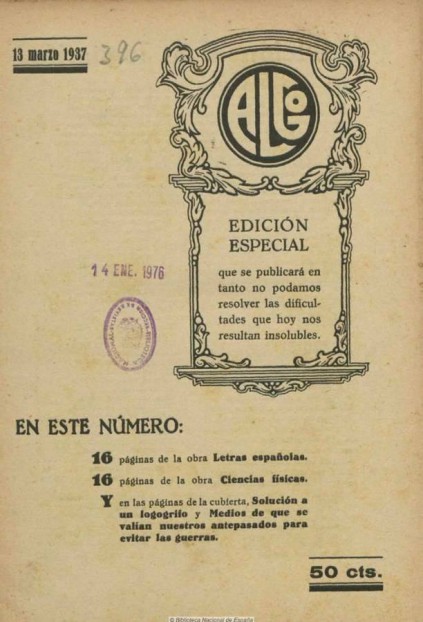 13 marzo 1937
396
ALGO
EDICIÓN
ESPECIAL
que se publicará en
tanto no podamos
resolver las dificul-
tades que hoy nos
resultan insolubles.
14 ENE. 1976
EN ESTE NÚMERO:
16 páginas de la obra Letras españolas.
16 páginas de la obra Ciencias físicas.
Y en las páginas de la cubierta, Solución a
un logogrifo y Medios de que se
valían nuestros antepasados para
evitar las guerras.
50 cts.
© Biblioteca Nacional de España